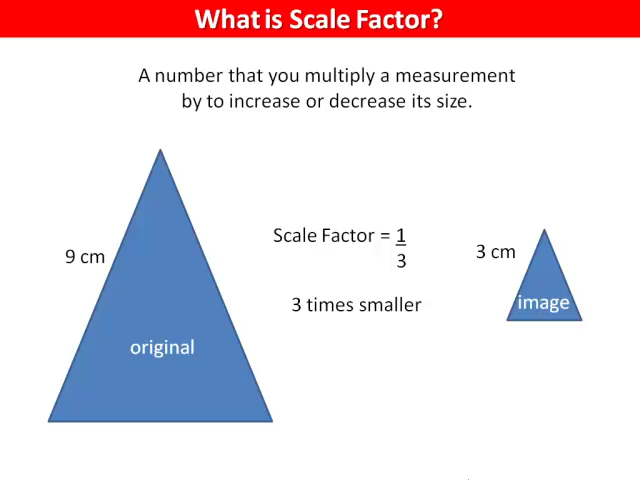 What is Scale Factor?
A number that you multiply a measurement
by to increase or decrease its size.
9 cm
Scale Factor = 1
3
3 cm
3 times smaller
image
original